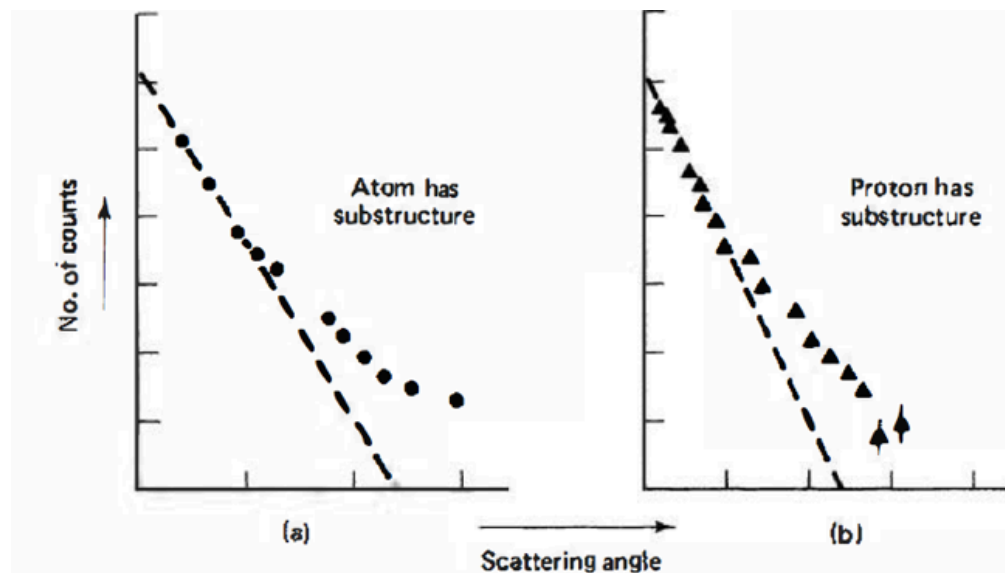 No. of counts
Atom has
substructure
Proton has
substructure
(a)
(b)
Scattering angle